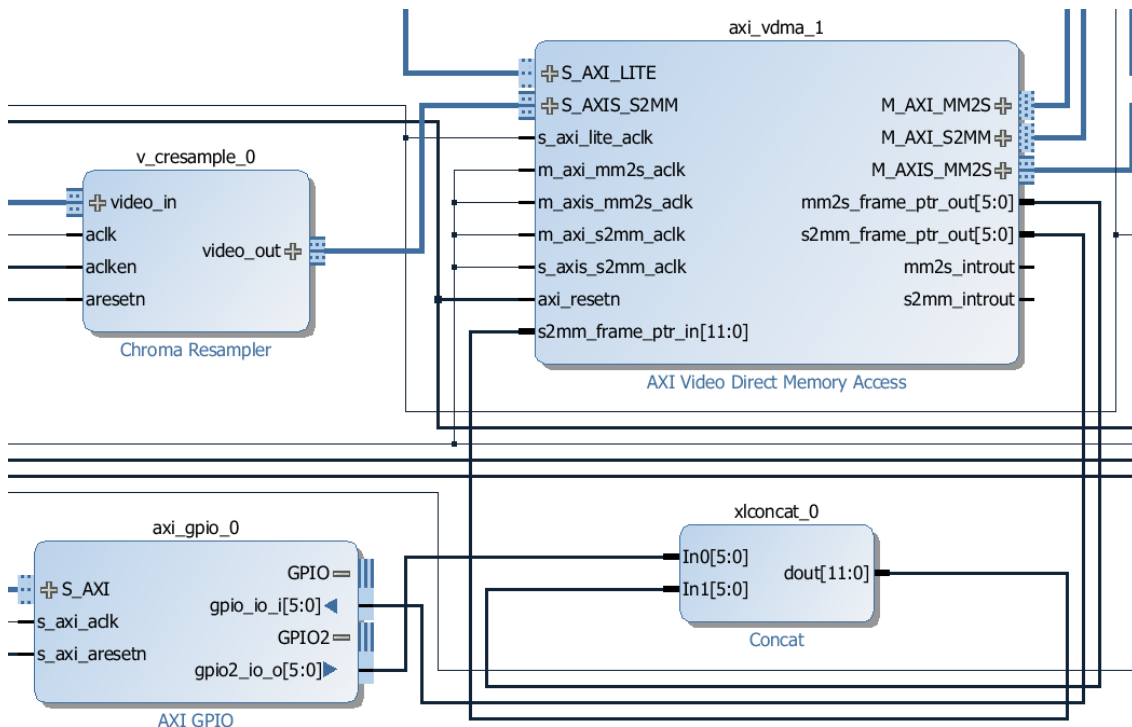 axi_vdma_1
S_AXI_LITE
S_AXIS_S2MM
s_axi_lite_aclk
m_axi_mm2s_aclk
m_axis_mm2s_aclk
m_axi_s2mm_aclk
s_axis_s2mm_aclk
axi_resetn
s2mm_frame_ptr_in[11:0]
M_AXI_MM2S
M_AXI_S2MM
M_AXIS_MM2S
mm2s_frame_ptr_out[5:0]
s2mm_frame_ptr_out[5:0]
mm2s_introut
s2mm_introut
AXI Video Direct Memory Access
v_cresample_0
video_in
aclk
aclken
aresetn
video_out
Chroma Resampler
axi_gpio_0
S_AXI
s_axi_aclk
s_axi_aresetn
GPIO
gpio_io_i[5:0]
GPIO2
gpio2_io_o[5:0]
AXI GPIO
xlconcat_0
In0[5:0]
In1[5:0]
dout[11:0]
Concat